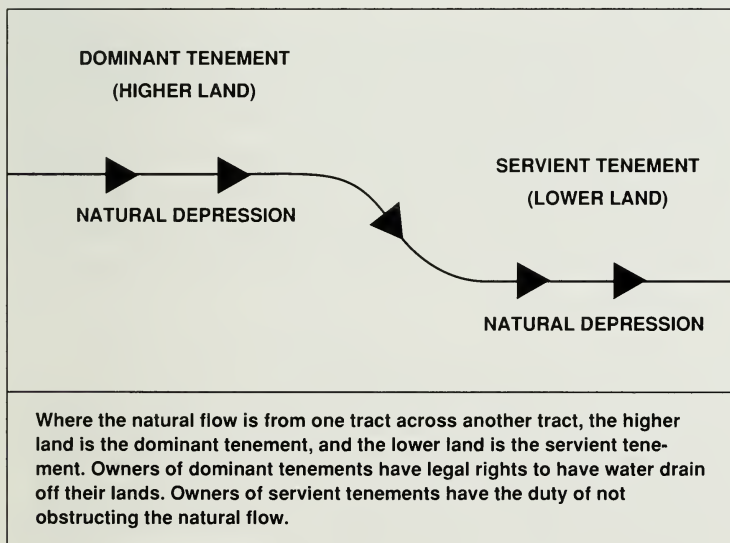 DOMINANT TENEMENT
(HIGHER LAND)
NATURAL DEPRESSION
SERVIENT TENEMENT
(LOWER LAND)
NATURAL DEPRESSION
Where the natural flow is from one tract across another tract, the higher
land is the dominant tenement, and the lower land is the servient tene-
ment. Owners of dominant tenements have legal rights to have water drain
off their lands. Owners of servient tenements have the duty of not
obstructing the natural flow.